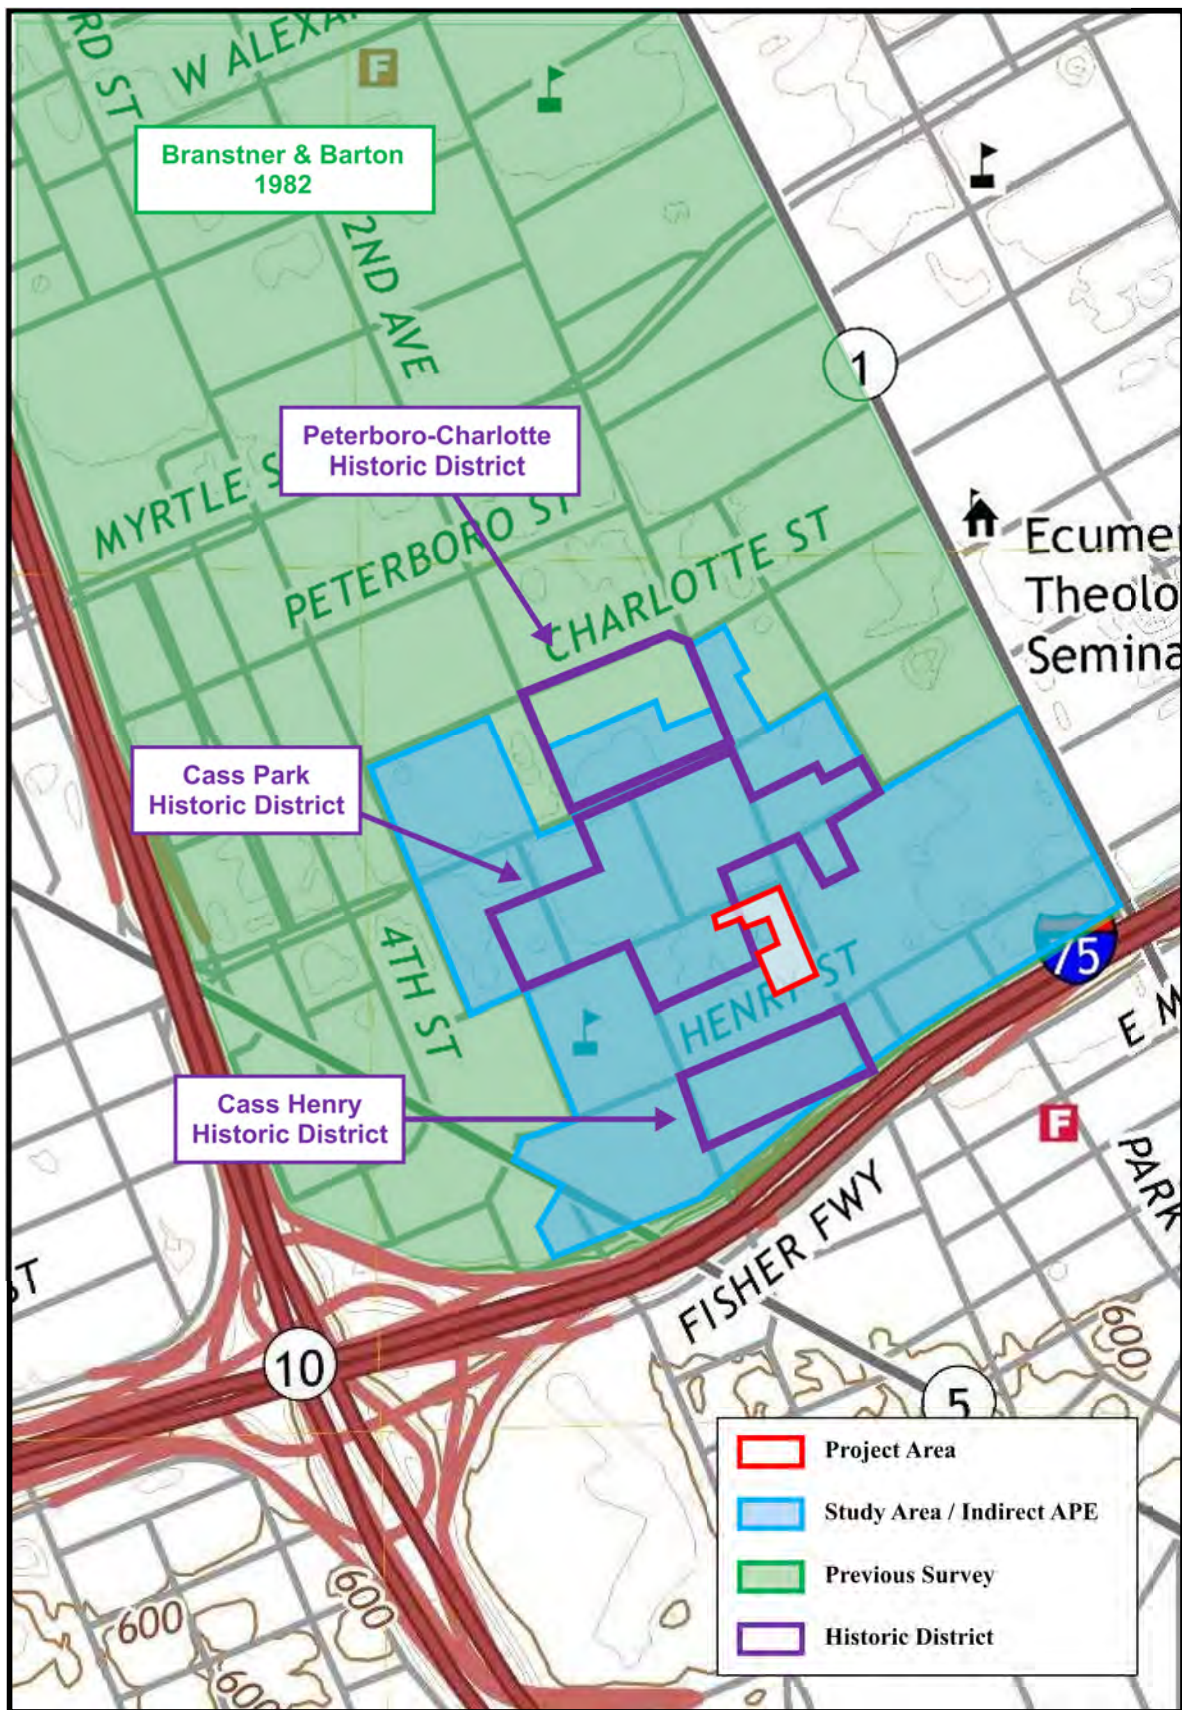 RD ST
W ALEXA
F
Branstner & Barton
1982
2ND AVE
1
Peterboro-Charlotte
Historic District
MYRTLE S
PETERBORO ST
CHARLOTTE ST
Ecume
Theolo
Semina
Cass Park
Historic District
4TH ST
HENRY ST
75
E M
Cass Henry
Historic District
F
PARK
FISHER FWY
ST
600
10
5
Project Area
Study Area / Indirect APE
Previous Survey
Historic District
600
600
600